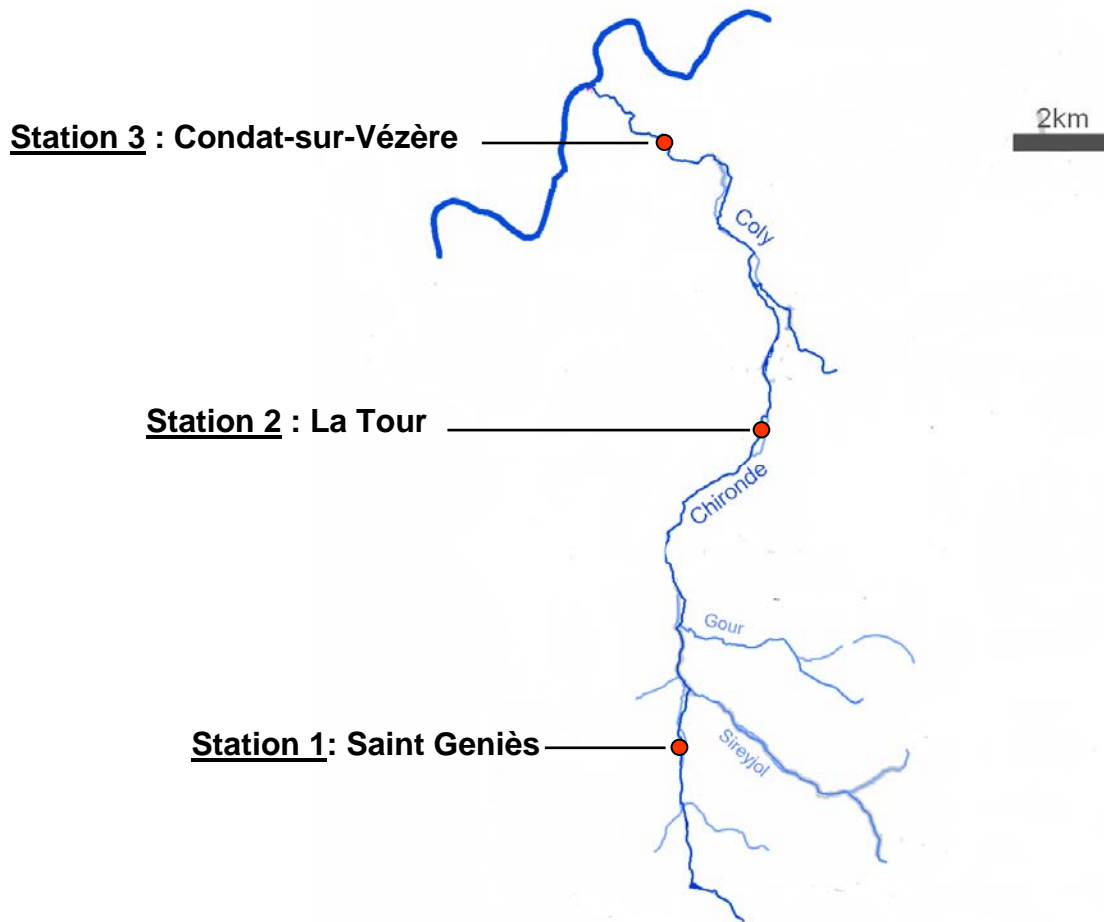 2km
Station 3 : Condat-sur-Vézère
Coly
Station 2 : La Tour
Chironde
Gour
Station 1: Saint Geniès
Sireyjol